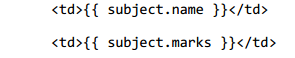 <td>{{ subject.name }}</td>
<td>{{ subject.marks }}</td>